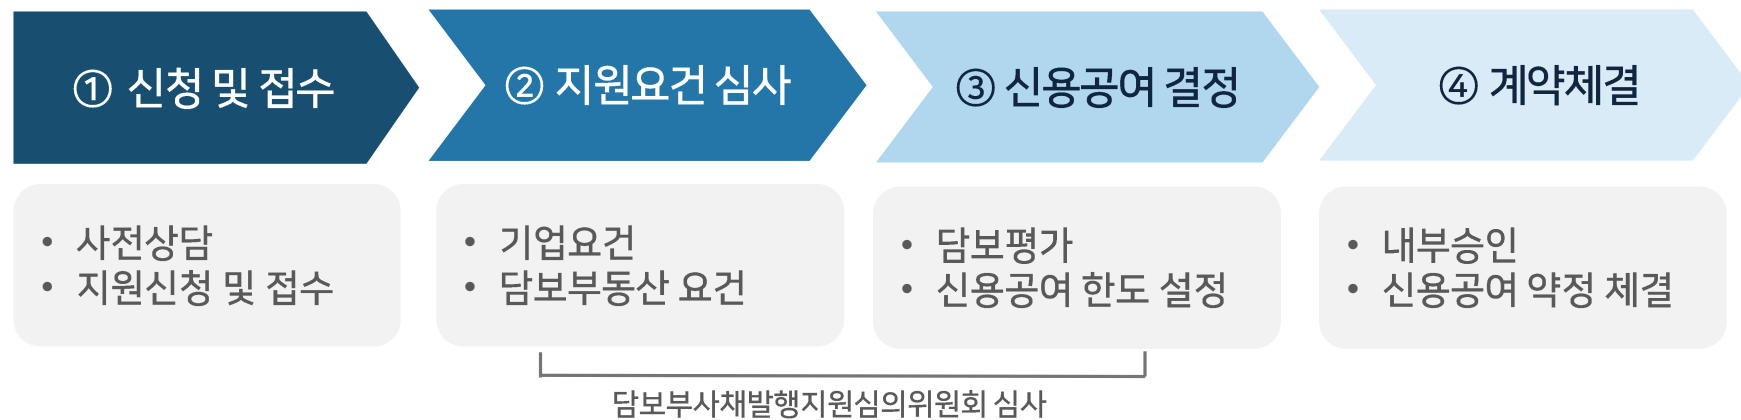 ① 신청 및 접수
② 지원요건 심사
③ 신용공여 결정
④ 계약체결
• 사전상담
• 지원신청 및 접수
• 기업요건
• 담보부동산 요건
• 담보평가
• 신용공여 한도 설정
• 내부승인
• 신용공여 약정 체결
담보부사채발행지원심의위원회 심사